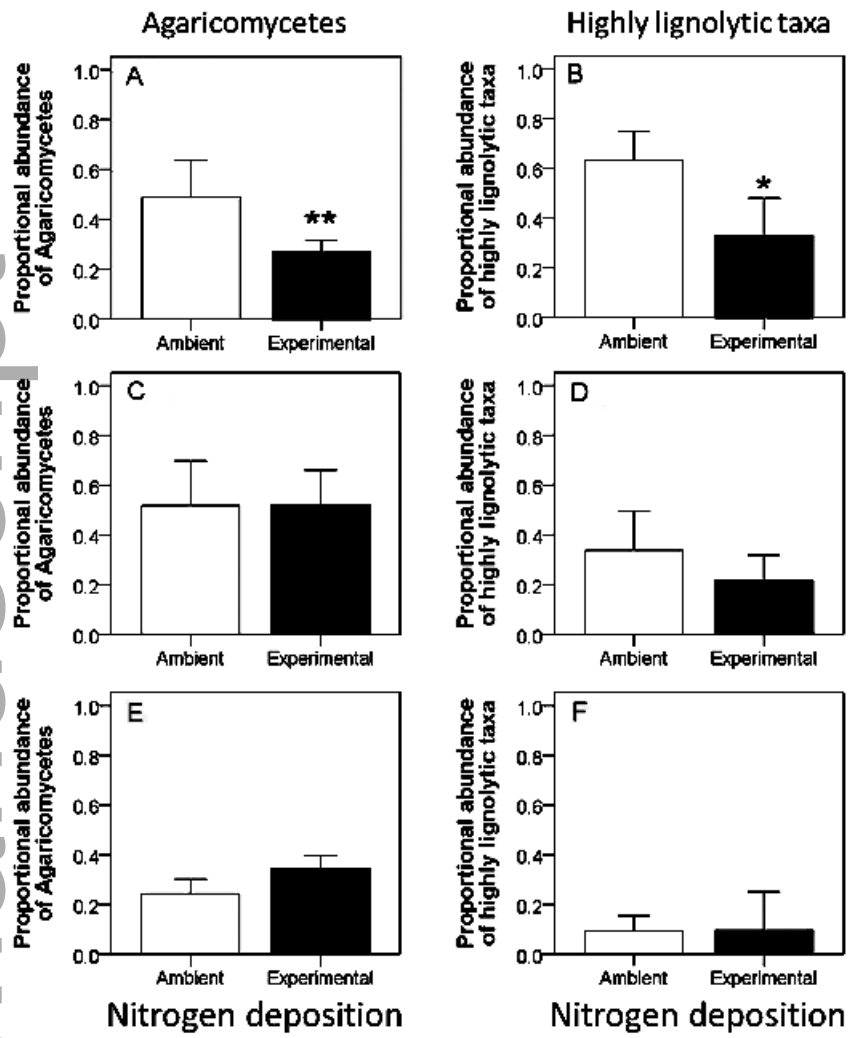 Agaricomycetes
Highly lignolytic taxa
Proportional abundance
of Agaricomycetes
1.0
0.8
0.6
0.4
0.2
0.0
A
**
Ambient
Experimental
Proportional abundance
of highly lignolytic taxa
1.0
0.8
0.6
0.4
0.2
0.0
B
*
Ambient
Experimental
Proportional abundance
of Agaricomycetes
1.0
0.8
0.6
0.4
0.2
0.0
C
Ambient
Experimental
Proportional abundance
of highly lignolytic taxa
1.0
0.8
0.6
0.4
0.2
0.0
D
Ambient
Experimental
Proportional abundance
of Agaricomycetes
1.0
0.8
0.6
0.4
0.2
0.0
E
Ambient
Experimental
Proportional abundance
of highly lignolytic taxa
1.0
0.8
0.6
0.4
0.2
0.0
F
Ambient
Experimental
Nitrogen deposition
Nitrogen deposition